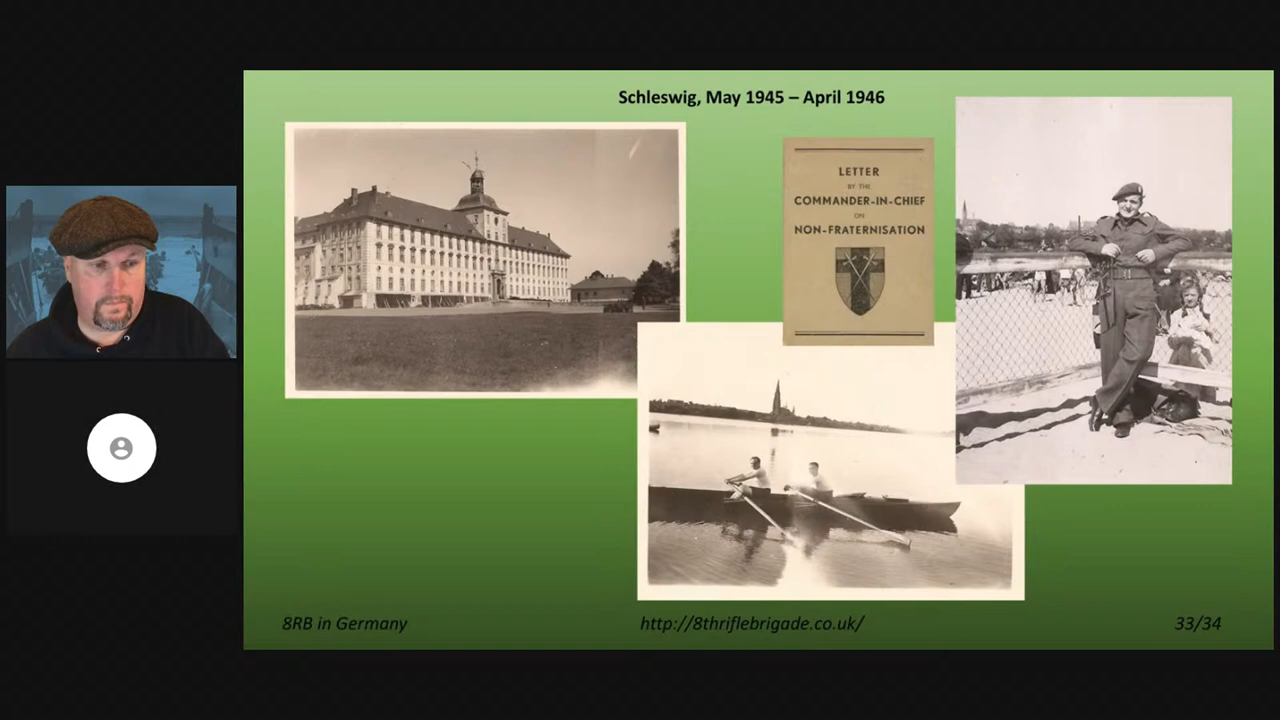 Schleswig, May 1945 – April 1946
LETTER
BY THE
COMMANDER-IN-CHIEF
ON
NON-FRATERNISATION
8RB in Germany
http://8thriflebrigade.co.uk/
33/34